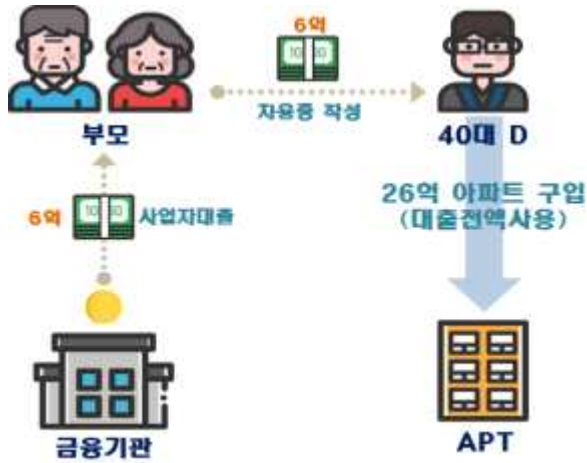 6억
차용증 작성
부모
40대 D
6억 사업자대출
26억 아파트 구입
(대출전액사용)
금융기관
APT